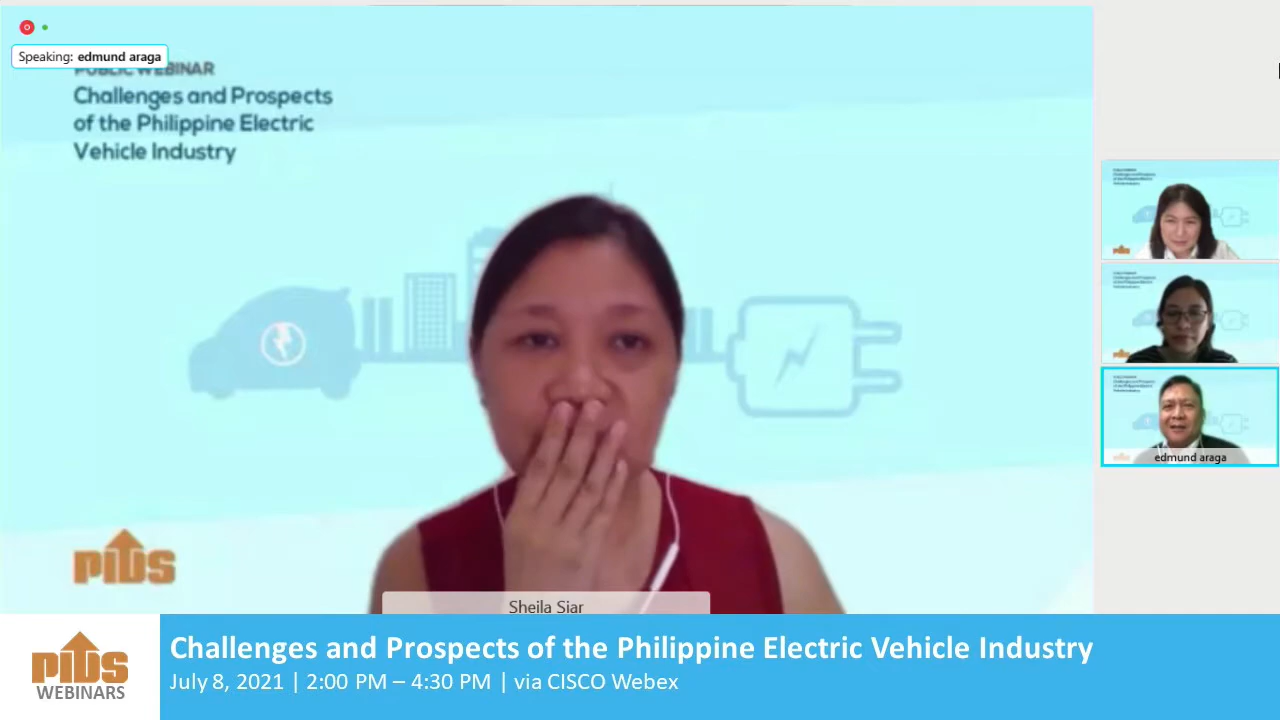 Speaking: edmund araga
PUBLIC WEBINAR
Challenges and Prospects
of the Philippine Electric
Vehicle Industry
PIDS
Sheila Siar
edmund araga
PIDS
WEBINARS
Challenges and Prospects of the Philippine Electric Vehicle Industry
July 8, 2021 | 2:00 PM – 4:30 PM | via CISCO Webex